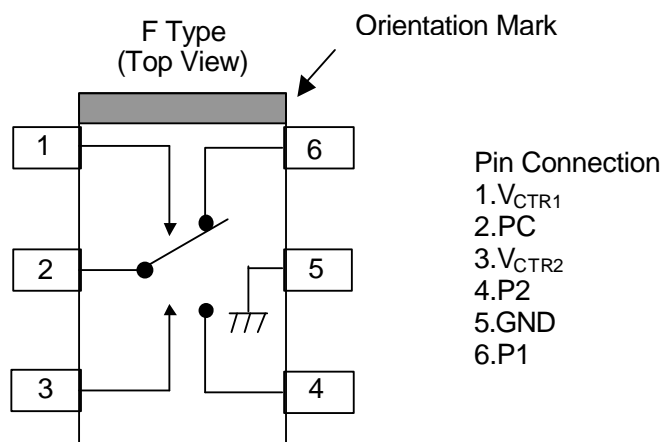 F Type
(Top View)
Orientation Mark
1
6
2
5
3
4
Pin Connection
1.VCTR1
2.PC
3.VCTR2
4.P2
5.GND
6.P1